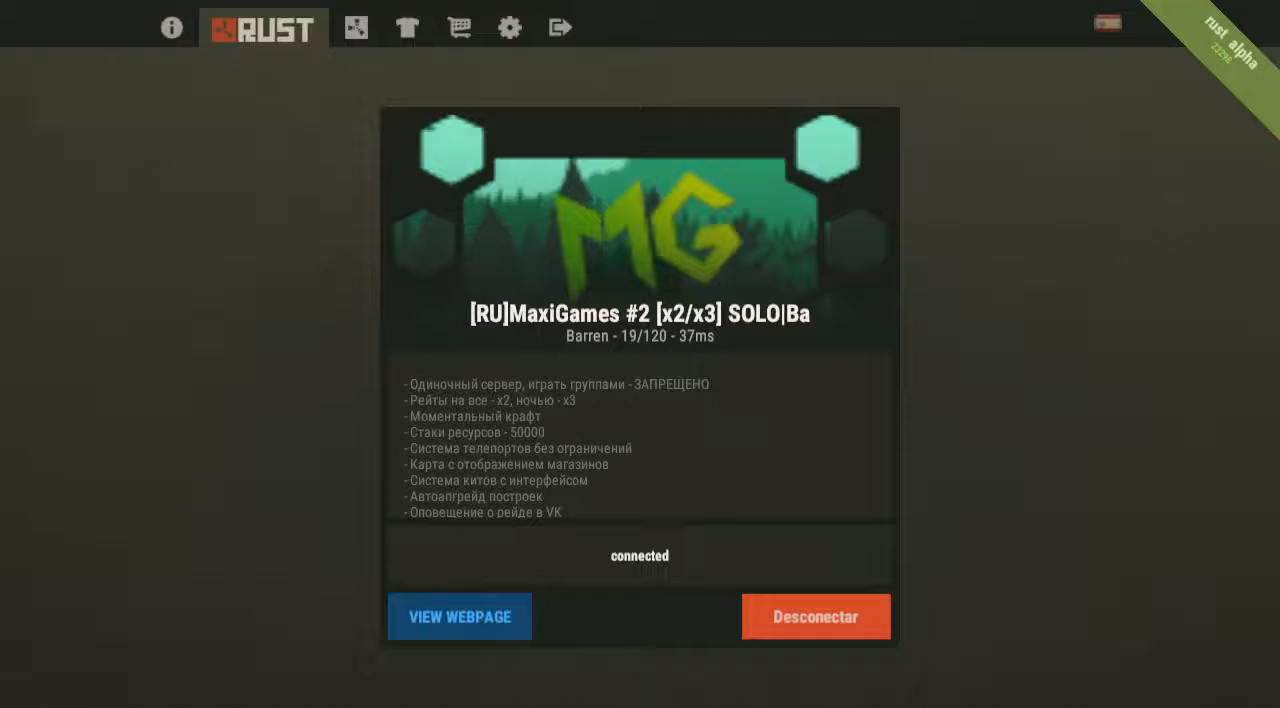 RUST
rust alpha
23298
MG
[RU]MaxiGames #2 [x2/x3] SOLO|Ba
Barren - 19/120 - 37ms
- Одиночный сервер, играть группами - ЗАПРЕЩЕНО
- Рейты на все - x2, ночью - x3
- Моментальный крафт
- Стаки ресурсов - 50000
- Система телепортов без ограничений
- Карта с отображением магазинов
- Система китов с интерфейсом
- Автоапгрейд построек
- Оповещение о рейде в VK
connected
VIEW WEBPAGE
Desconectar